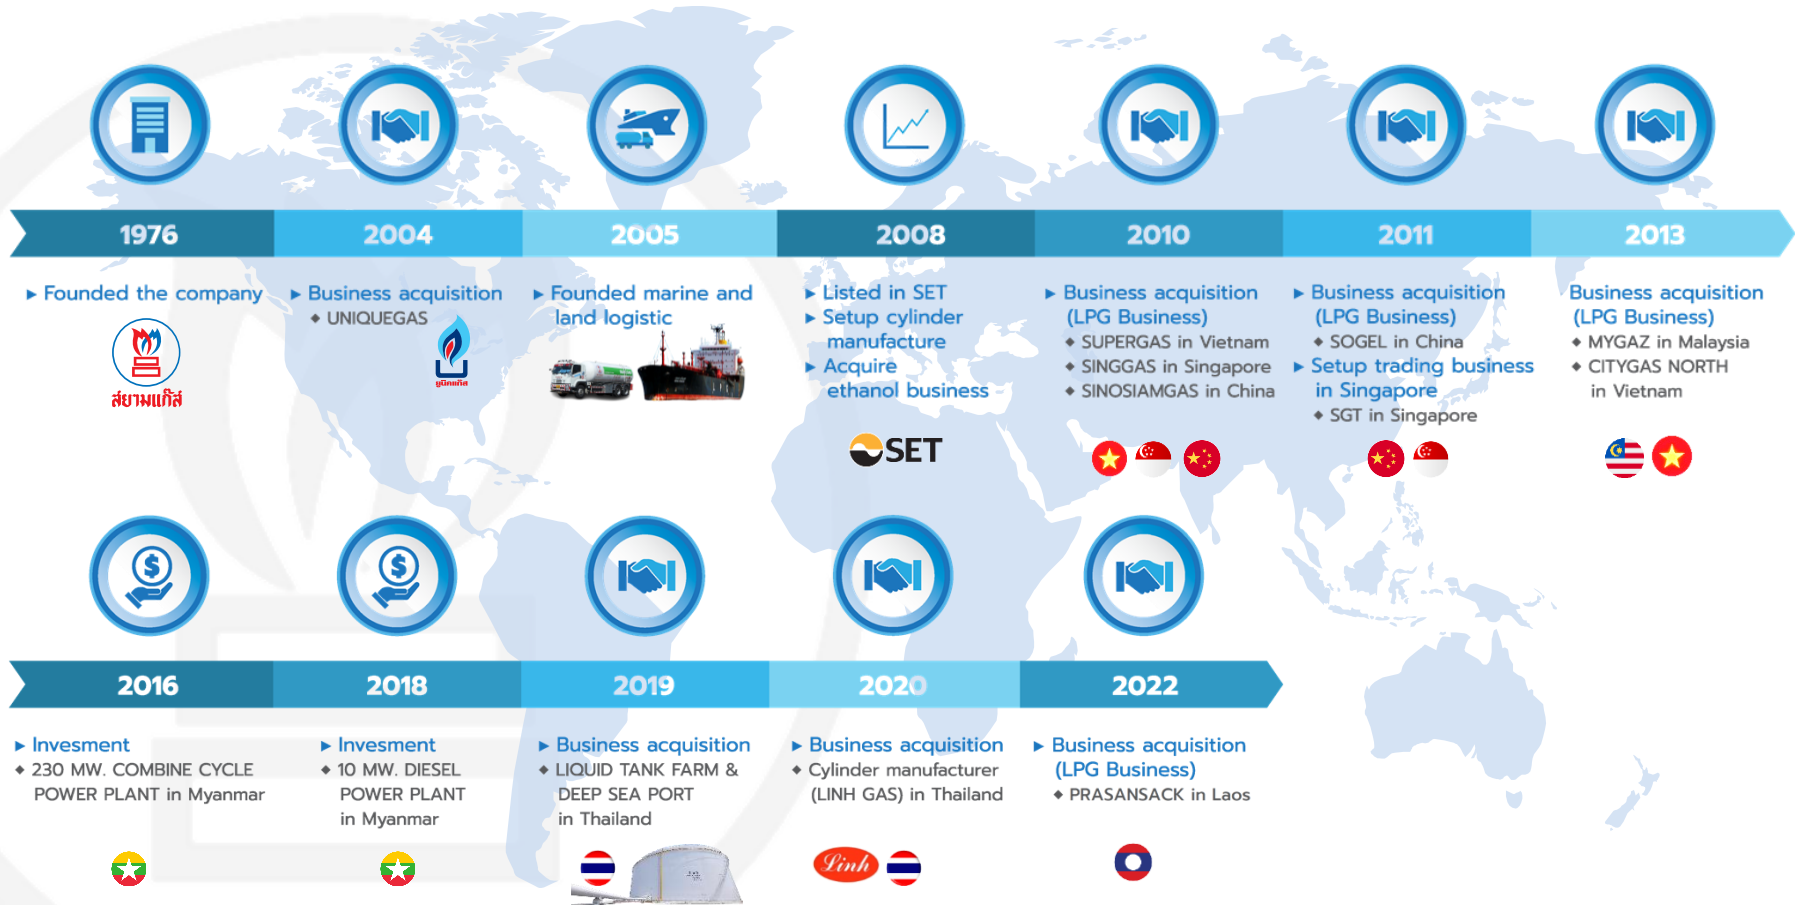 1976
2004
2005
2008
2010
2011
2013
► Founded the company
สยามแก๊ส
► Business acquisition
◆ UNIQUEGAS
ยูนิคแก๊ส
► Founded marine and
land logistic
► Listed in SET
► Setup cylinder
manufacture
► Acquire
ethanol business
SET
► Business acquisition
(LPG Business)
◆ SUPERGAS in Vietnam
◆ SINGGAS in Singapore
◆ SINOSIAMGAS in China
► Business acquisition
(LPG Business)
◆ SOGEL in China
► Setup trading business
in Singapore
◆ SGT in Singapore
Business acquisition
(LPG Business)
◆ MYGAZ in Malaysia
◆ CITYGAS NORTH
in Vietnam
2016
2018
2019
2020
2022
► Invesment
◆ 230 MW. COMBINE CYCLE
POWER PLANT in Myanmar
► Invesment
◆ 10 MW. DIESEL
POWER PLANT
in Myanmar
► Business acquisition
◆ LIQUID TANK FARM &
DEEP SEA PORT
in Thailand
► Business acquisition
◆ Cylinder manufacturer
(LINH GAS) in Thailand
Linh
► Business acquisition
(LPG Business)
◆ PRASANSACK in Laos